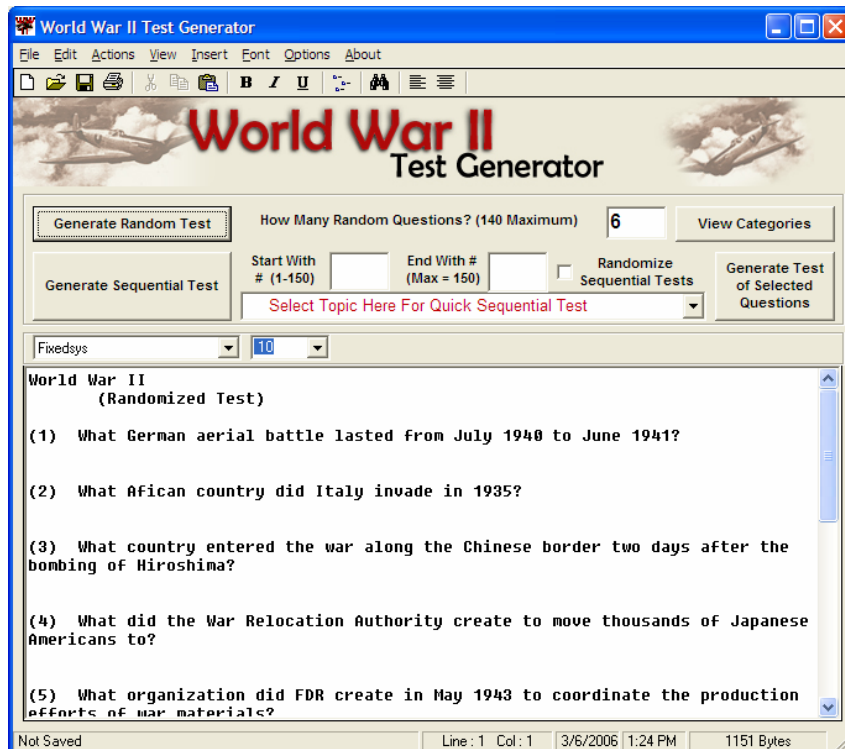 World War II Test Generator
File Edit Actions View Insert Font Options About
B I U
World War II
Test Generator
Generate Random Test
How Many Random Questions? (140 Maximum)
6
View Categories
Generate Sequential Test
Start With
# (1-150)
End With #
(Max = 150)
Randomize
Sequential Tests
Generate Test
of Selected
Questions
Select Topic Here For Quick Sequential Test
Fixedsys
10
World War II
(Randomized Test)
(1) What German aerial battle lasted from July 1940 to June 1941?
(2) What Afican country did Italy invade in 1935?
(3) What country entered the war along the Chinese border two days after the
bombing of Hiroshima?
(4) What did the War Relocation Authority create to move thousands of Japanese
Americans to?
(5) What organization did FDR create in May 1943 to coordinate the production
efforts of war materials?
Not Saved
Line : 1 Col : 1
3/6/2006
1:24 PM
1151 Bytes